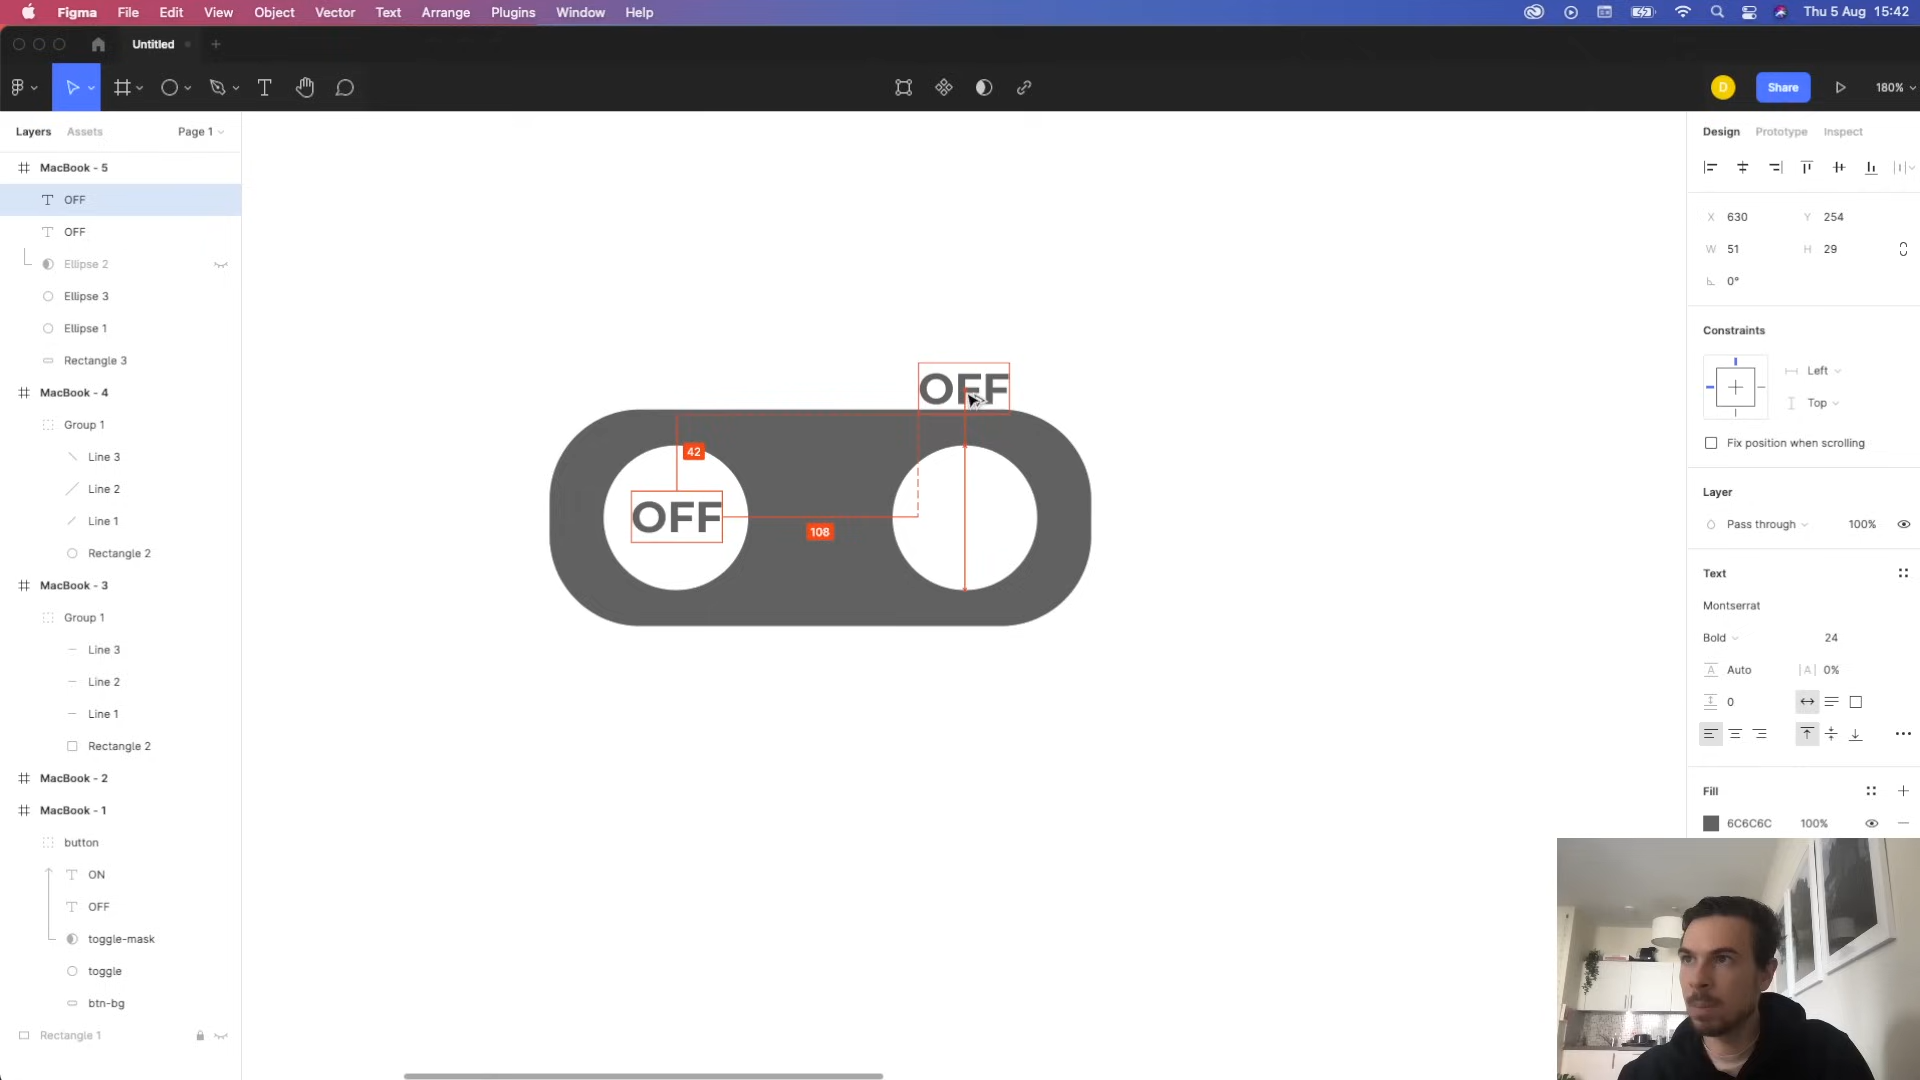 Figma File Edit View Object Vector Text Arrange Plugins Window Help Thu 5 Aug 15:42
Untitled
D Share 180%
Layers Assets Page 1
MacBook - 5
OFF
OFF
Ellipse 2
Ellipse 3
Ellipse 1
Rectangle 3
MacBook - 4
Group 1
Line 3
Line 2
Line 1
Rectangle 2
MacBook - 3
Group 1
Line 3
Line 2
Line 1
Rectangle 2
MacBook - 2
MacBook - 1
button
ON
OFF
toggle-mask
toggle
btn-bg
Rectangle 1
OFF
42
OFF
108
Design Prototype Inspect
X 630 Y 254
W 51 H 29
0°
Constraints
Left
Top
Fix position when scrolling
Layer
Pass through 100%
Text
Montserrat
Bold 24
A Auto |A| 0%
0
Fill
6C6C6C 100%